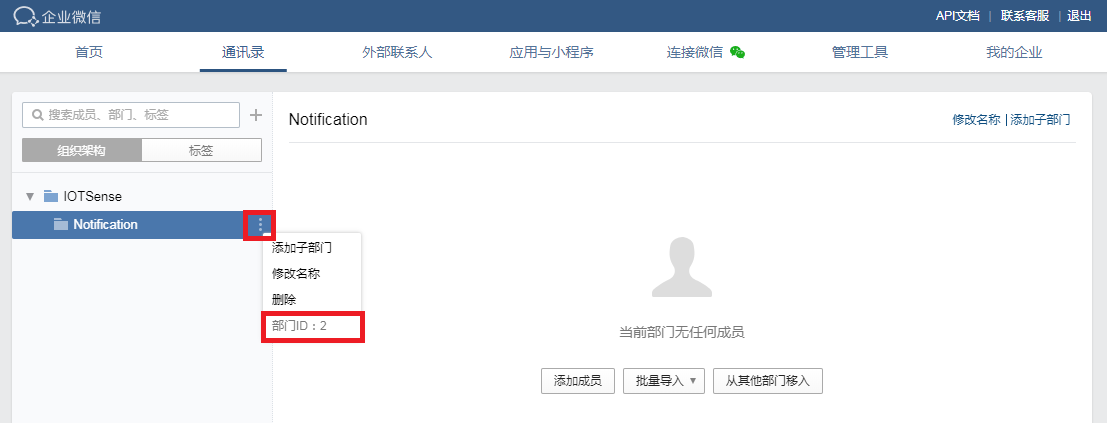 企业微信
API文档 | 联系客服 | 退出
首页 通讯录 外部联系人 应用与小程序 连接微信 管理工具 我的企业
搜索成员、部门、标签 +
组织架构 标签
Notification
修改名称 | 添加子部门
IOTSense
Notification
添加子部门
修改名称
删除
部门ID：2
当前部门无任何成员
添加成员 批量导入 从其他部门移入